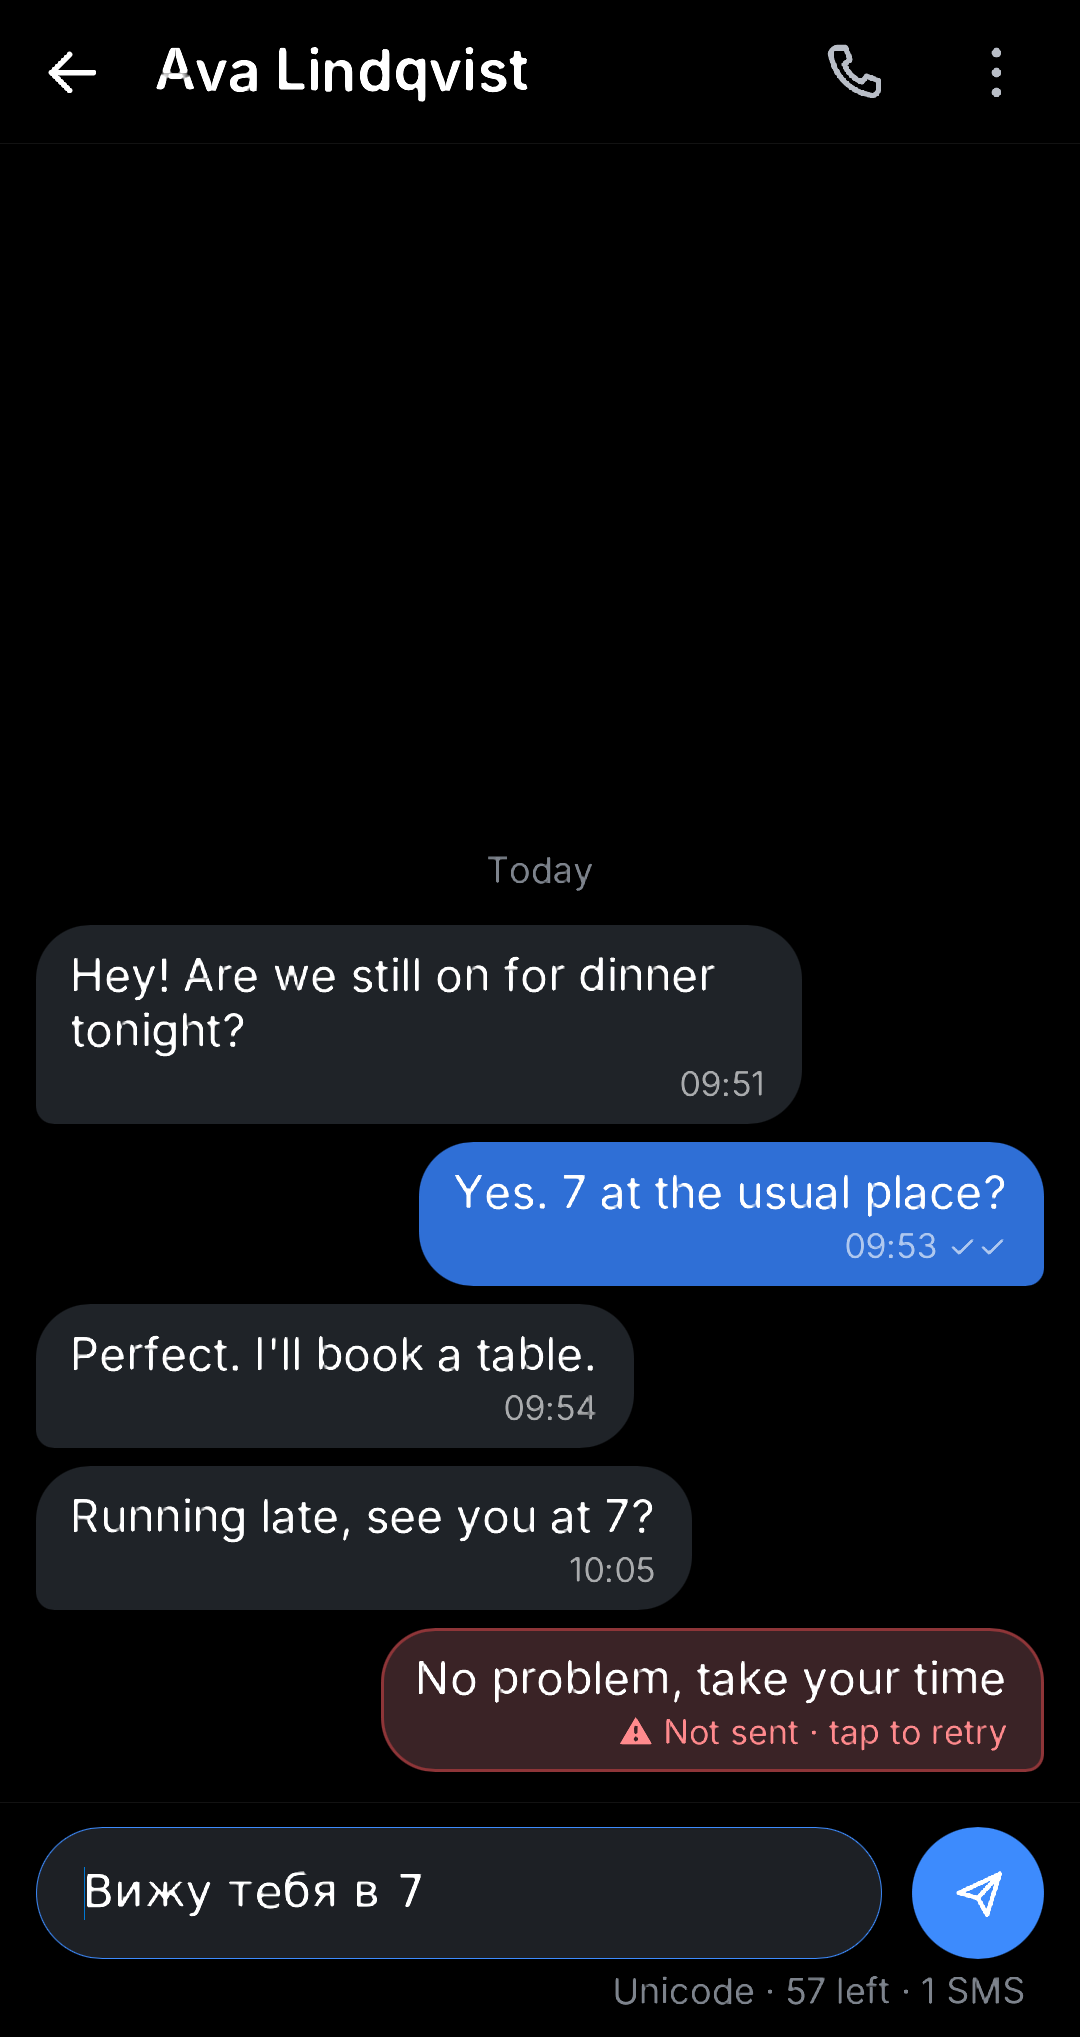 Ava Lindqvist
Today
Hey! Are we still on for dinner
tonight?
09:51
Yes. 7 at the usual place?
09:53
Perfect. I'll book a table.
09:54
Running late, see you at 7?
10:05
No problem, take your time
Not sent · tap to retry
Вижу тебя в 7
Unicode · 57 left · 1 SMS